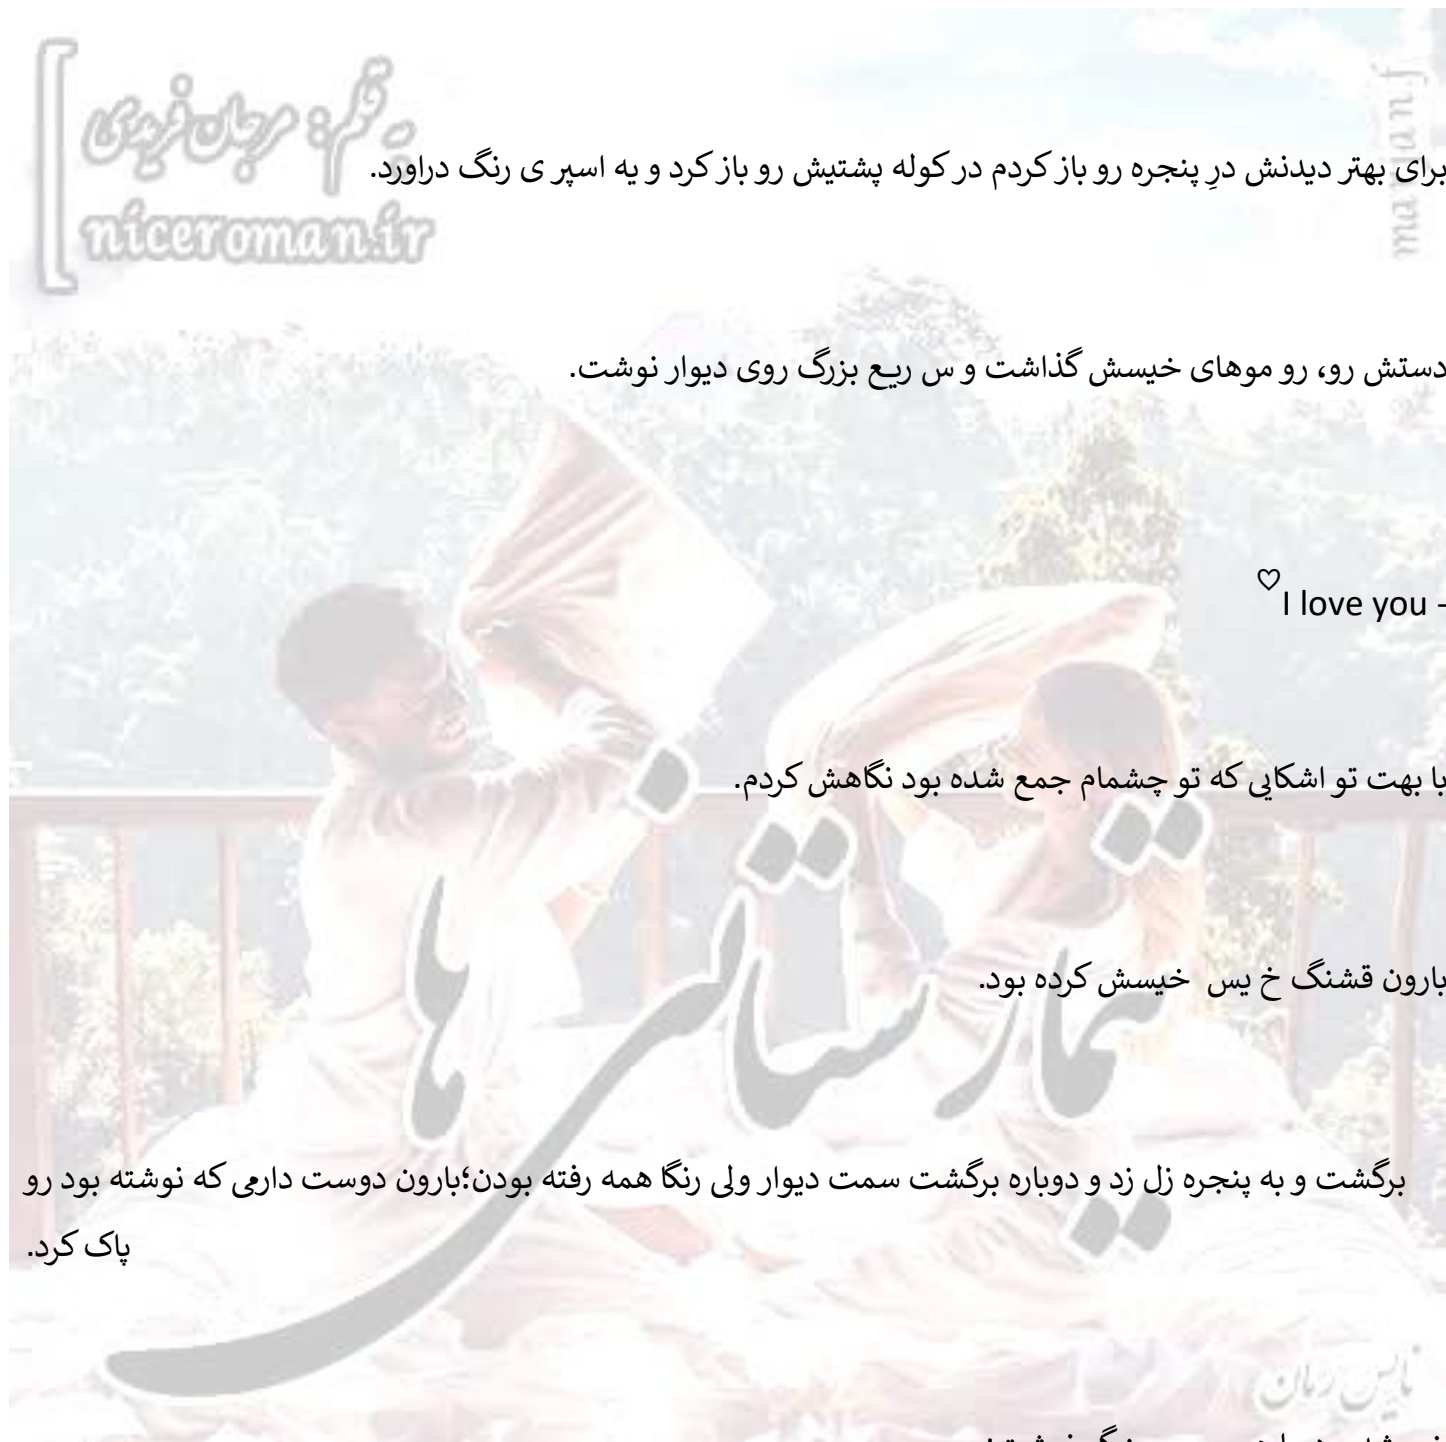 به قلم: مرجان فریدی
niceroman.ir
marjan.f
برای بهتر دیدنش درِ پنجره رو باز کردم در کوله پشتیش رو باز کرد و یه اسپر ی رنگ دراورد.
دستش رو، رو موهای خیسش گذاشت و س ریع بزرگ روی دیوار نوشت.
- I love you♡
با بهت تو اشکایی که تو چشمام جمع شده بود نگاهش کردم.
بارون قشنگ خ یس خیسش کرده بود.
تیمارستانی ها
برگشت و به پنجره زل زد و دوباره برگشت سمت دیوار ولی رنگا همه رفته بودن؛بارون دوست دارمی که نوشته بود رو
پاک کرد.
نایس رمان